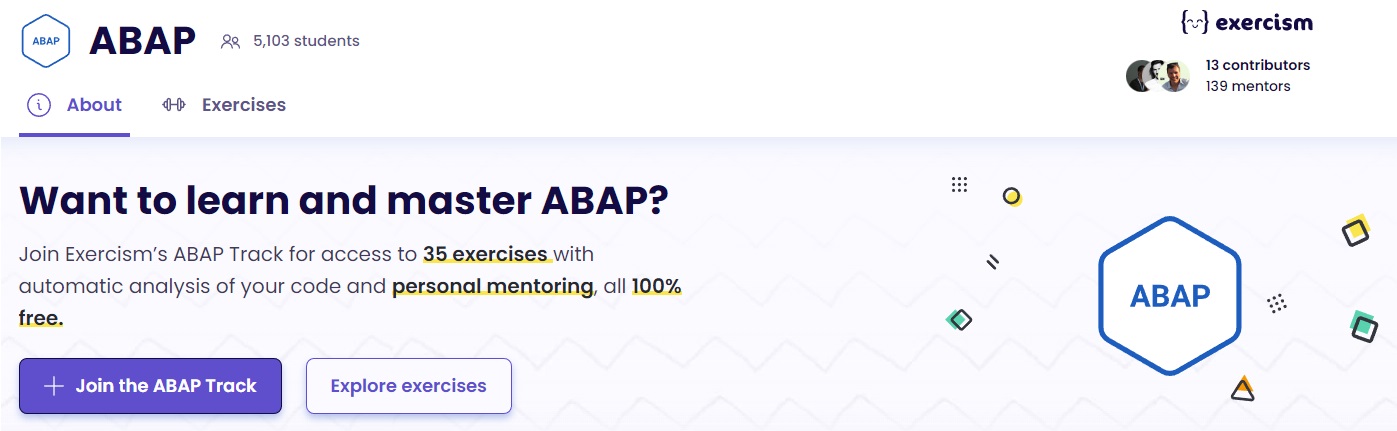 ABAP
ABAP
5,103 students
exercism
13 contributors
139 mentors
About
Exercises
Want to learn and master ABAP?
Join Exercism’s ABAP Track for access to 35 exercises with
automatic analysis of your code and personal mentoring, all 100%
free.
Join the ABAP Track
Explore exercises
ABAP